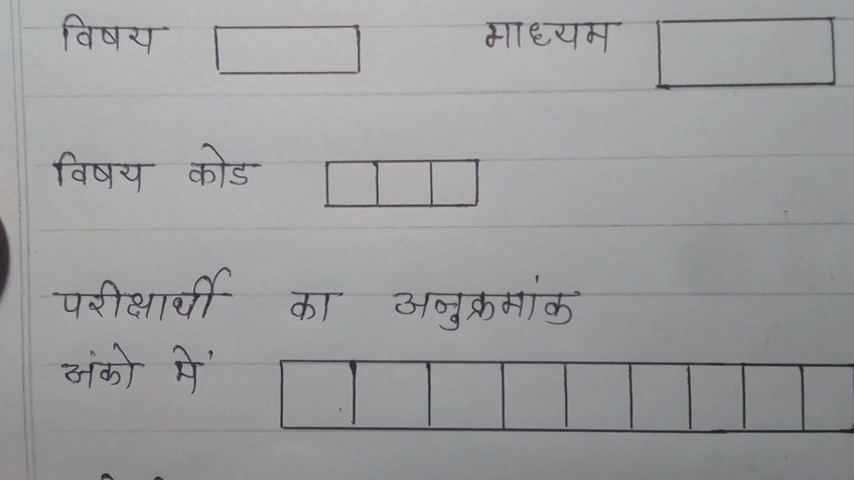 विषय माध्यम
विषय कोड
परीक्षार्थी का अनुक्रमांक
अंको में